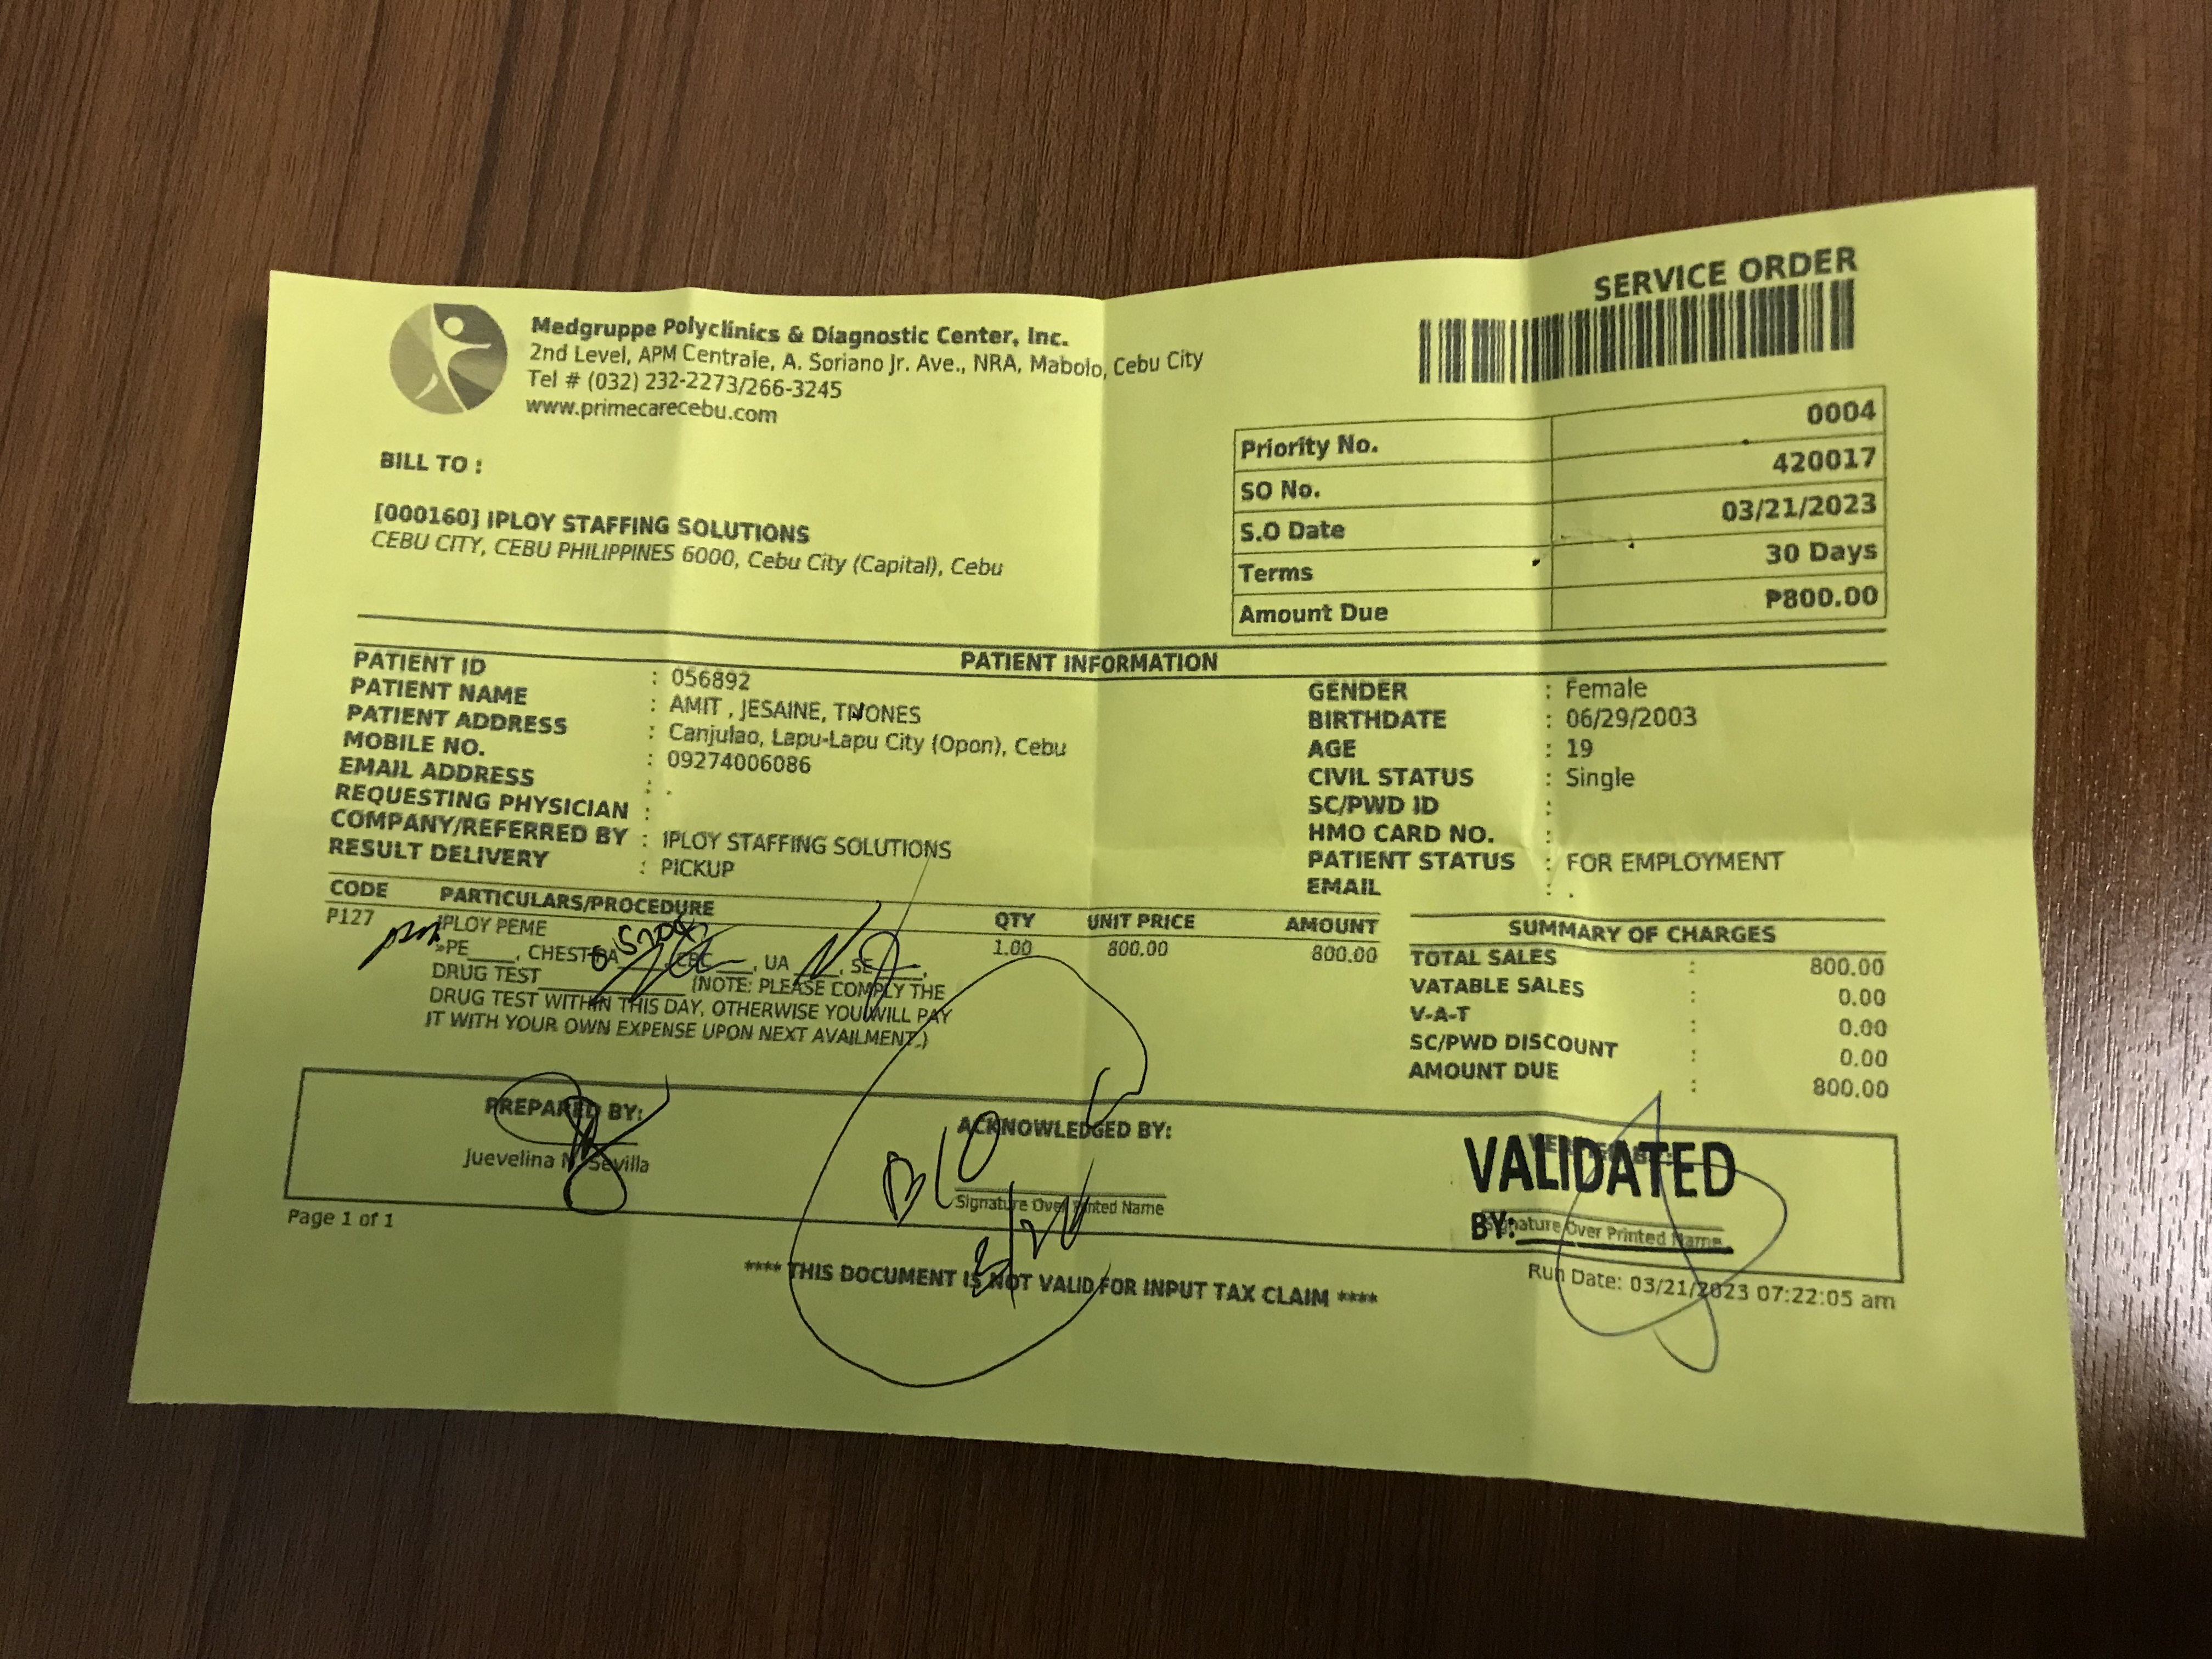 SERVICE ORDER
Medgruppe Polyclinics & Diagnostic Center, Inc.
2nd Level, APM Centrale, A. Soriano Jr. Ave., NRA, Mabolo, Cebu City
Tel # (032) 232-2273/266-3245
www.primecarecebu.com
Priority No. 0004
SO No. 420017
S.O Date 03/21/2023
Terms 30 Days
Amount Due ₱800.00
BILL TO :
[000160] IPLOY STAFFING SOLUTIONS
CEBU CITY, CEBU PHILIPPINES 6000, Cebu City (Capital), Cebu
PATIENT INFORMATION
PATIENT ID : 056892
PATIENT NAME : AMIT , JESAINE, 
PATIENT ADDRESS : Canjulao, Lapu-Lapu City (Opon), Cebu
MOBILE NO. : 09274006086
EMAIL ADDRESS : .
REQUESTING PHYSICIAN :
COMPANY/REFERRED BY : IPLOY STAFFING SOLUTIONS
RESULT DELIVERY : PICKUP
GENDER : Female
BIRTHDATE : 06/29/2003
AGE : 19
CIVIL STATUS : Single
SC/PWD ID :
HMO CARD NO. :
PATIENT STATUS : FOR EMPLOYMENT
EMAIL : .
CODE PARTICULARS/PROCEDURE QTY UNIT PRICE AMOUNT
P127 IPLOY PEME 1.00 800.00 800.00
»PE____, CHEST ____, CBC____, UA____, SE____,
DRUG TEST____________ (NOTE: PLEASE COMPLY THE
DRUG TEST WITHIN THIS DAY, OTHERWISE YOU WILL PAY
IT WITH YOUR OWN EXPENSE UPON NEXT AVAILMENT.)
SUMMARY OF CHARGES
TOTAL SALES : 800.00
VATABLE SALES : 0.00
V-A-T : 0.00
SC/PWD DISCOUNT : 0.00
AMOUNT DUE : 800.00
PREPARED BY:
Juevelina Sevilla
ACKNOWLEDGED BY:
Signature Over Printed Name
VALIDATED
BY:
Signature Over Printed Name
Page 1 of 1
**** THIS DOCUMENT IS NOT VALID FOR INPUT TAX CLAIM ****
Run Date: 03/21/2023 07:22:05 am